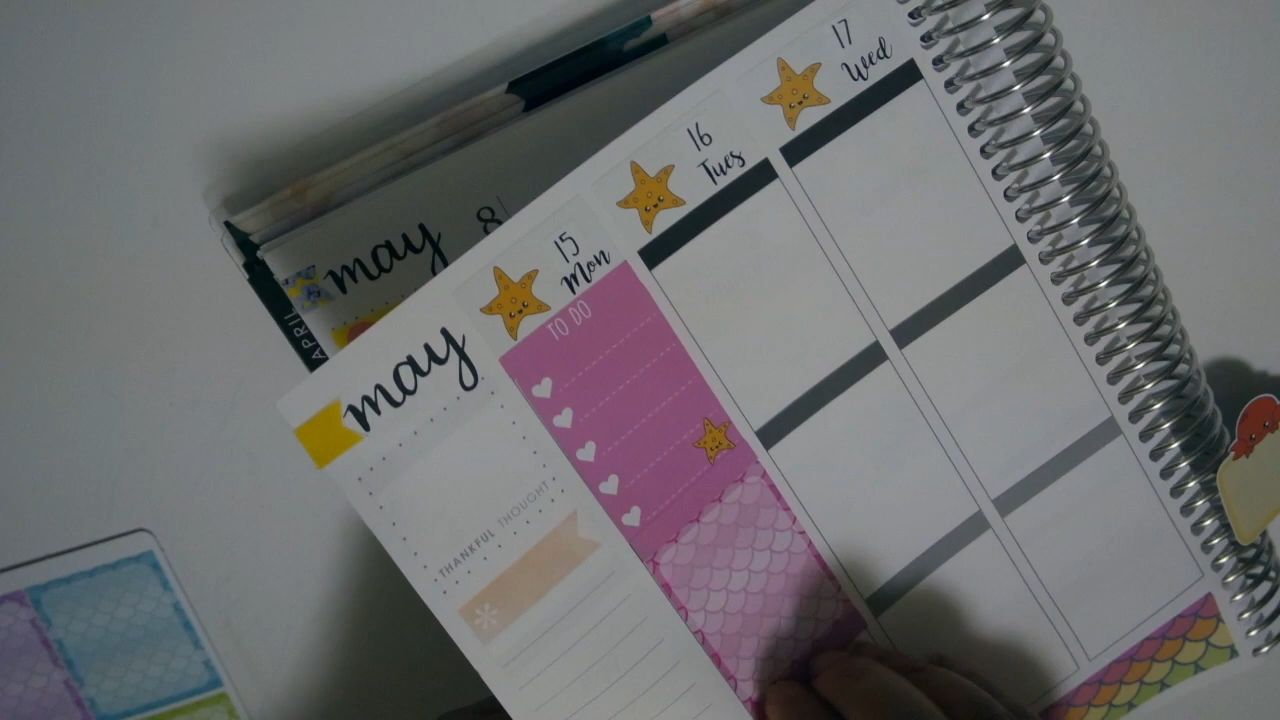 17
Wed
16
Tues
15
Mon
TO DO
may
8
may
APRIL
THANKFUL THOUGHT